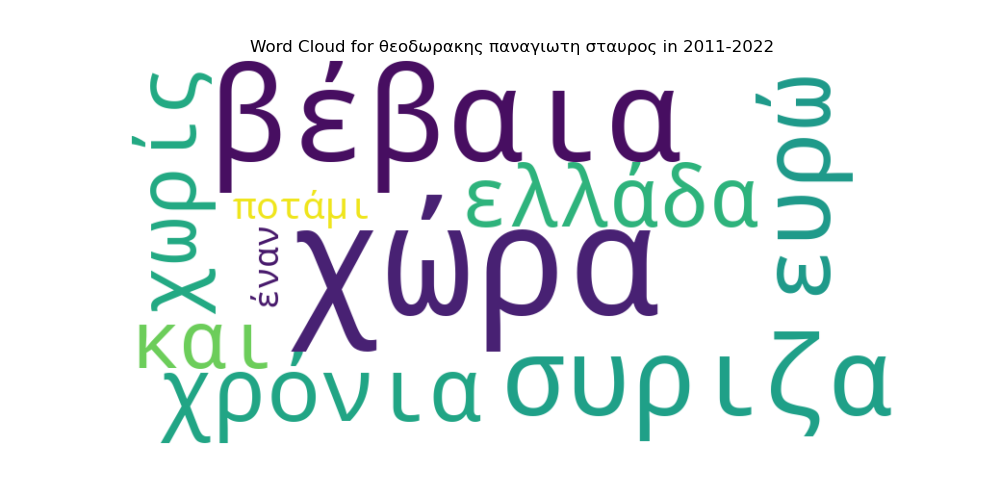 Word Cloud for θεοδωρακης παναγιωτη σταυρος in 2011-2022
χωρίς
βέβαια
ευρώ
ποτάμι
ελλάδα
έναν
χώρα
και
χρόνια
συριζα